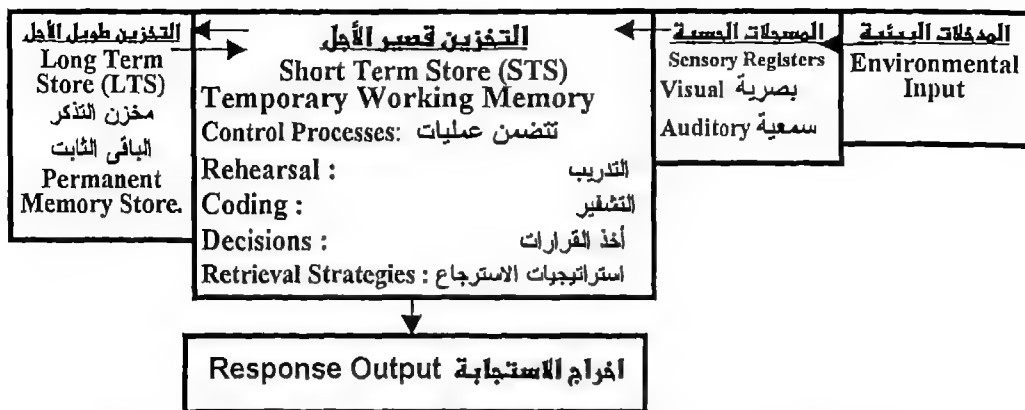 المدخلات البيئية
Environmental
Input
المسجلات الحسية
Sensory Registers
Visual بصرية
Auditory سمعية
التخزين قصير الأجل
Short Term Store (STS)
Temporary Working Memory
Control Processes: تتضمن عمليات
Rehearsal : التدريب
Coding : التشفير
Decisions : أخذ القرارات
Retrieval Strategies : استراتيجيات الاسترجاع
التخزين طويل الأجل
Long Term
Store (LTS)
مخزن التذكر
الباقى الثابت
Permanent
Memory Store.
Response Output اخراج الاستجابة